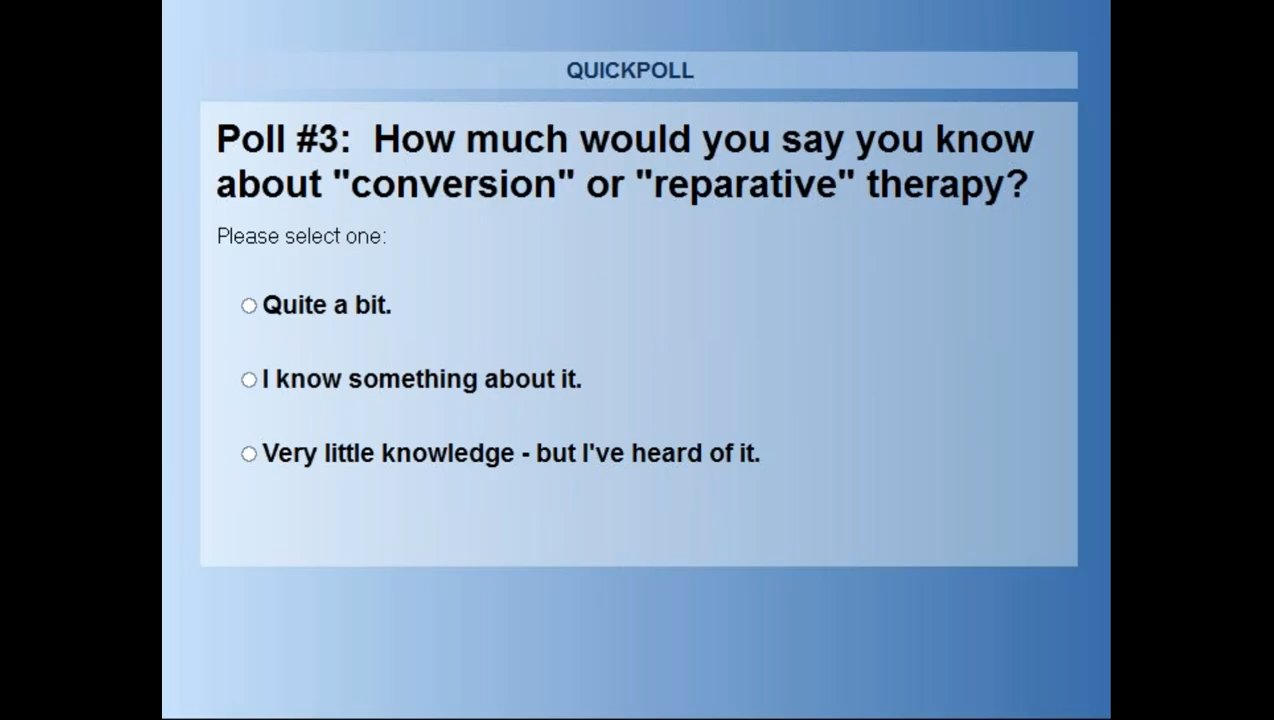 QUICKPOLL
Poll #3:  How much would you say you know
about "conversion" or "reparative" therapy?
Please select one:
Quite a bit.
I know something about it.
Very little knowledge - but I've heard of it.